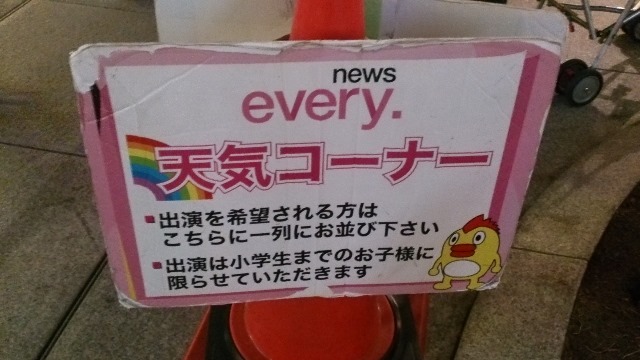 news
every.
天気コーナー
■出演を希望される方は
こちらに一列にお並び下さい
■出演は小学生までのお子様に
限らせていただきます